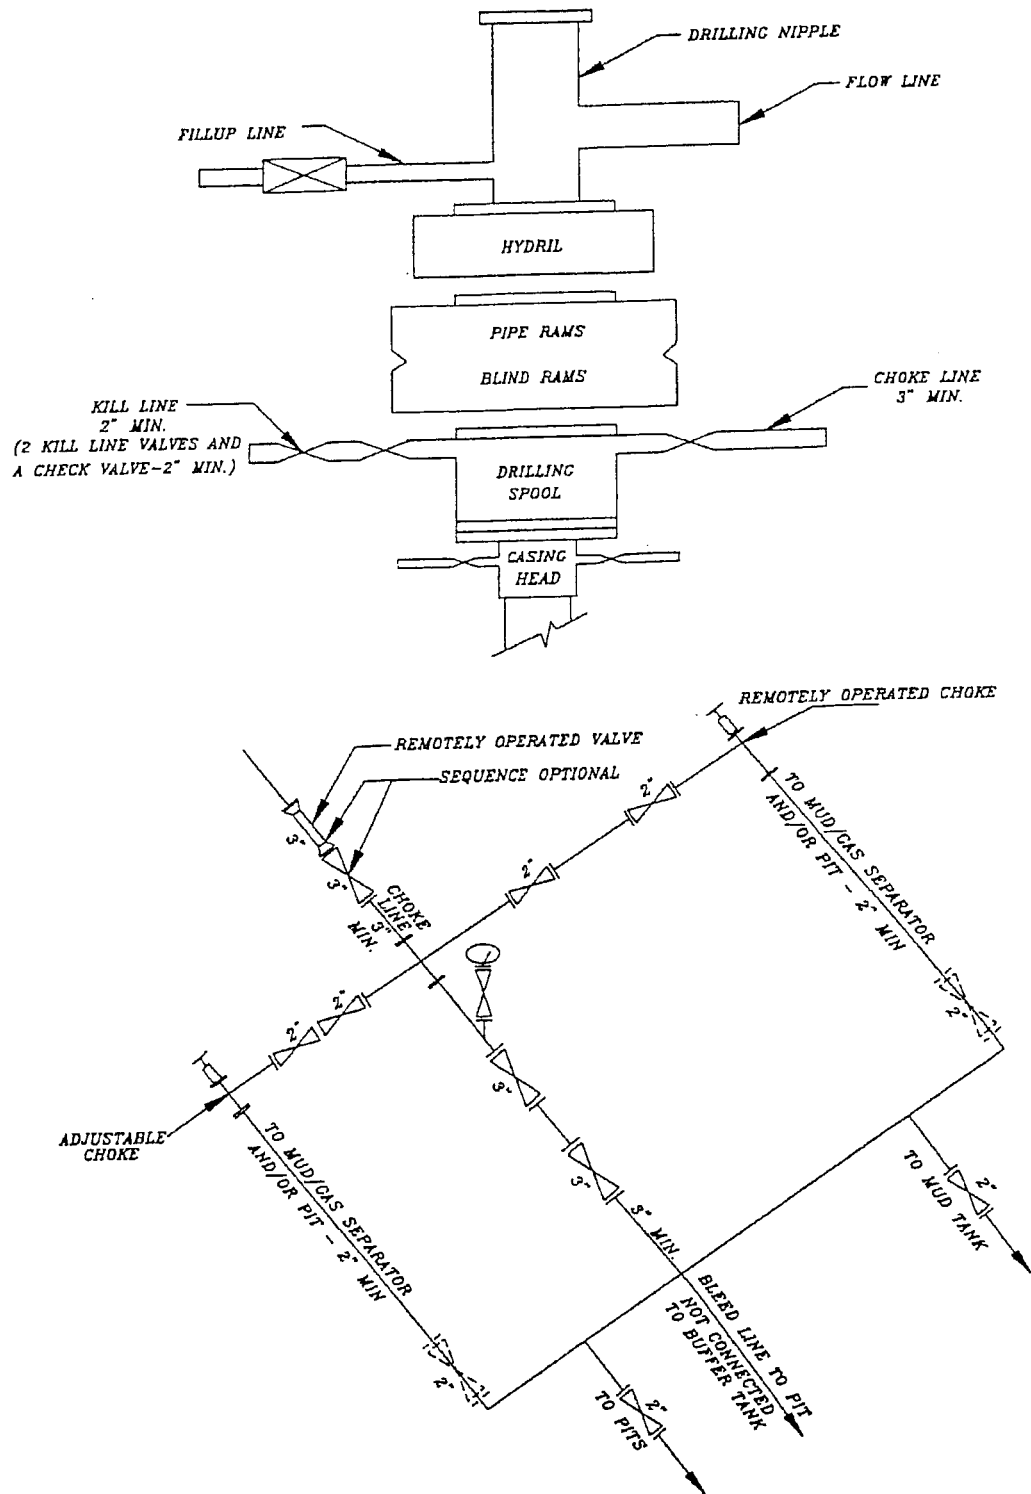 DRILLING NIPPLE
FLOW LINE
FILLUP LINE
HYDRIL
PIPE RAMS
BLIND RAMS
CHOKE LINE
3" MIN.
KILL LINE
2" MIN.
(2 KILL LINE VALVES AND
A CHECK VALVE-2" MIN.)
DRILLING
SPOOL
CASING
HEAD
REMOTELY OPERATED CHOKE
REMOTELY OPERATED VALVE
SEQUENCE OPTIONAL
3"
3"
CHOKE
LINE
3"
MIN.
2"
2"
TO MUD/GAS SEPARATOR
AND/OR PIT - 2" MIN
2"
2"
2"
ADJUSTABLE
CHOKE
TO MUD/GAS SEPARATOR
AND/OR PIT - 2" MIN
2"
3"
3"
3" MIN.
BLEED LINE TO PIT
NOT CONNECTED
TO BUFFER TANK
2"
TO MUD TANK
2"
TO PITS